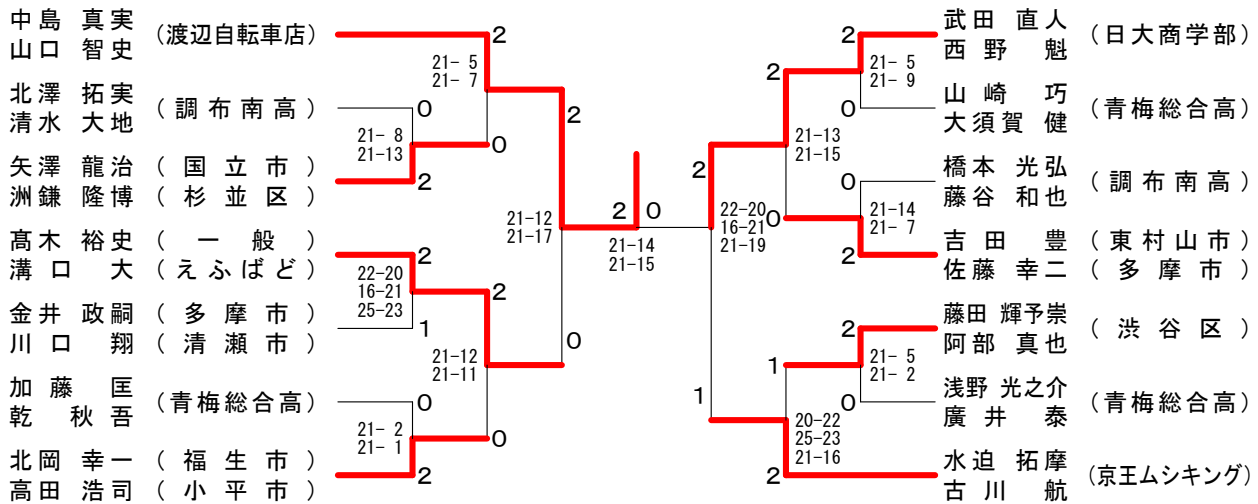 中島 真実
山口 智史
(渡辺自転車店)
2
21- 5
21- 7
北澤 拓実
清水 大地
(調布南高)
0
21- 8
21-13
0
矢澤 龍治 (国立市)
洲鎌 隆博 (杉並区)
2
2
21-12
21-17
髙木 裕史 (一般)
溝口 大 (えふばど)
2
22-20
16-21
25-23
2
金井 政嗣 (多摩市)
川口 翔 (清瀬市)
1
0
21-12
21-11
加藤 匡
乾 秋吾
(青梅総合高)
0
21- 2
21- 1
0
北岡 幸一 (福生市)
高田 浩司 (小平市)
2
2 0
21-14
21-15
武田 直人
西野 魁
(日大商学部)
2
2
21- 5
21- 9
山崎 巧
大須賀 健
(青梅総合高)
0
21-13
21-15
2
橋本 光弘
藤谷 和也
(調布南高)
0
22-20
16-21
21-19
0
21-14
21- 7
吉田 豊 (東村山市)
佐藤 幸二 (多摩市)
2
藤田 輝予崇
阿部 真也
(渋谷区)
2
1
21- 5
21- 2
浅野 光之介
廣井 泰
(青梅総合高)
0
1
20-22
25-23
21-16
水迫 拓摩
古川 航
(京王ムシキング)
2